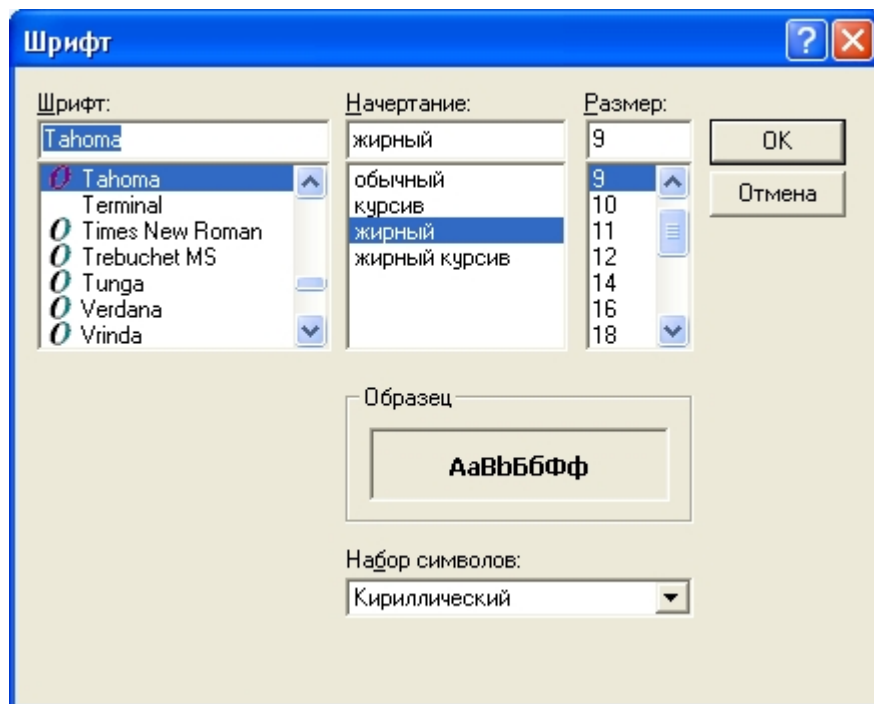 Шрифт
Шрифт:
Tahoma
Tahoma
Terminal
Times New Roman
Trebuchet MS
Tunga
Verdana
Vrinda
Начертание:
жирный
обычный
курсив
жирный
жирный курсив
Размер:
9
9
10
11
12
14
16
18
OK
Отмена
Образец
АаBbБбФф
Набор символов:
Кириллический